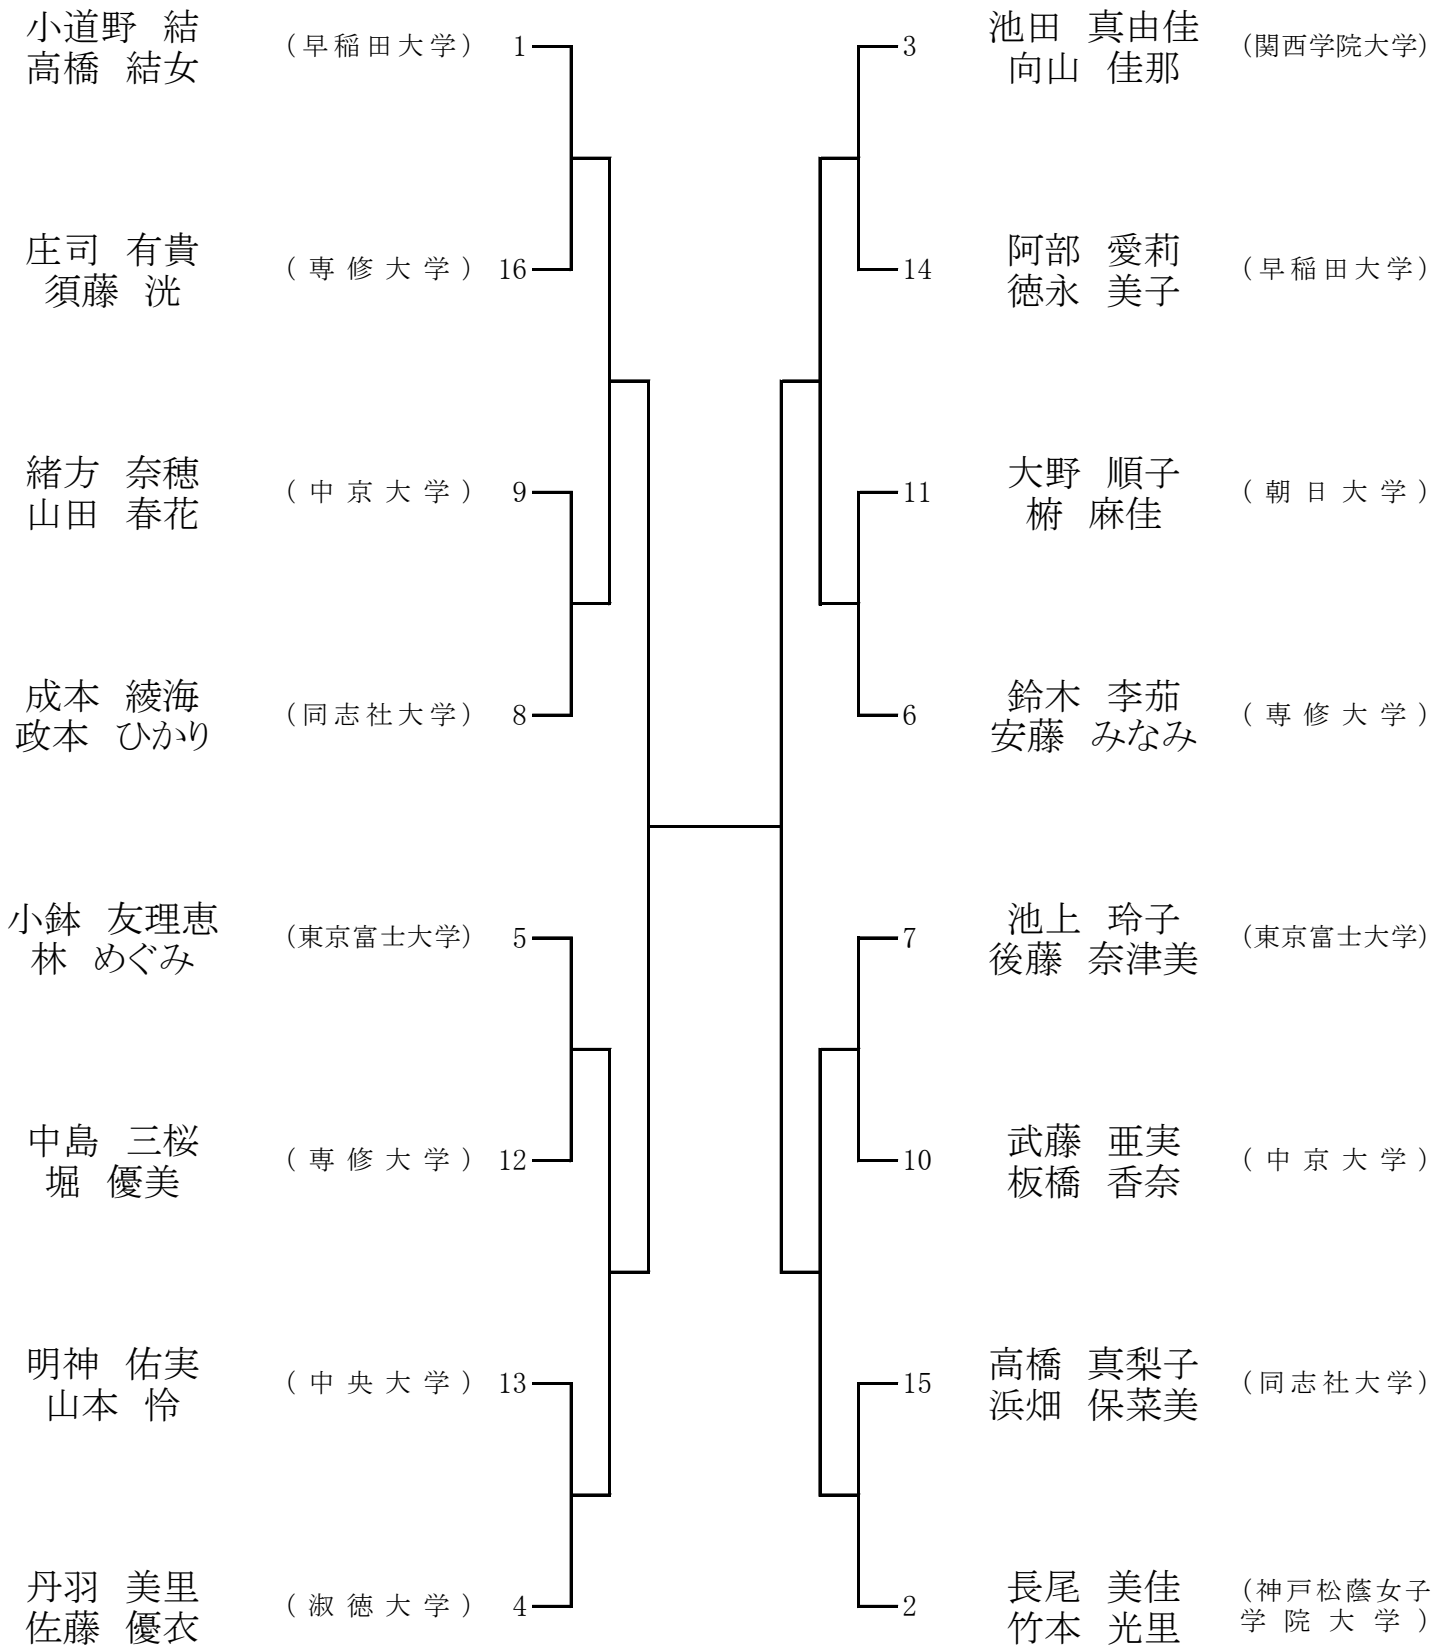 小道野 結
高橋 結女
(早稲田大学) 1
庄司 有貴
須藤 洸
(専修大学) 16
緒方 奈穂
山田 春花
(中京大学) 9
成本 綾海
政本 ひかり
(同志社大学) 8
小鉢 友理恵
林 めぐみ
(東京富士大学) 5
中島 三桜
堀 優美
(専修大学) 12
明神 佑実
山本 怜
(中央大学) 13
丹羽 美里
佐藤 優衣
(淑徳大学) 4
3 池田 真由佳
向山 佳那
(関西学院大学)
14 阿部 愛莉
徳永 美子
(早稲田大学)
11 大野 順子
椨 麻佳
(朝日大学)
6 鈴木 李茄
安藤 みなみ
(専修大学)
7 池上 玲子
後藤 奈津美
(東京富士大学)
10 武藤 亜実
板橋 香奈
(中京大学)
15 高橋 真梨子
浜畑 保菜美
(同志社大学)
2 長尾 美佳
竹本 光里
(神戸松蔭女子
学院大学)